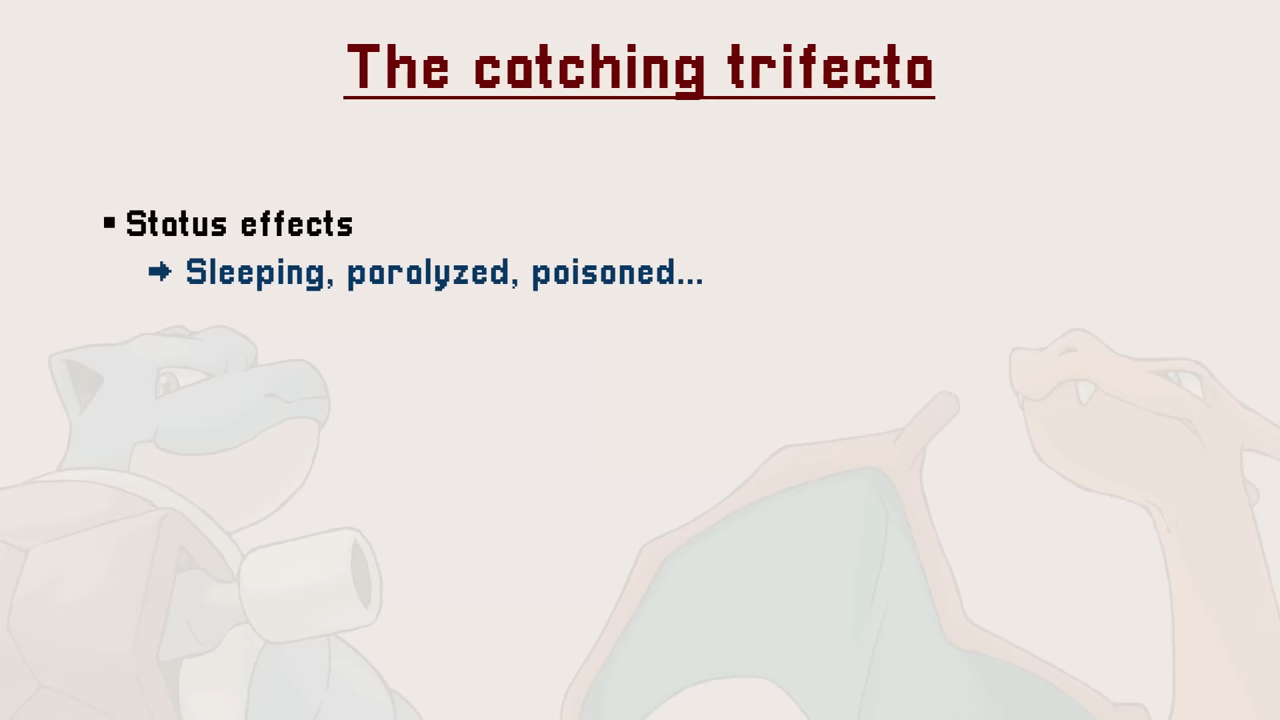 The catching trifecta
▪ Status effects
➡ Sleeping, paralyzed, poisoned...